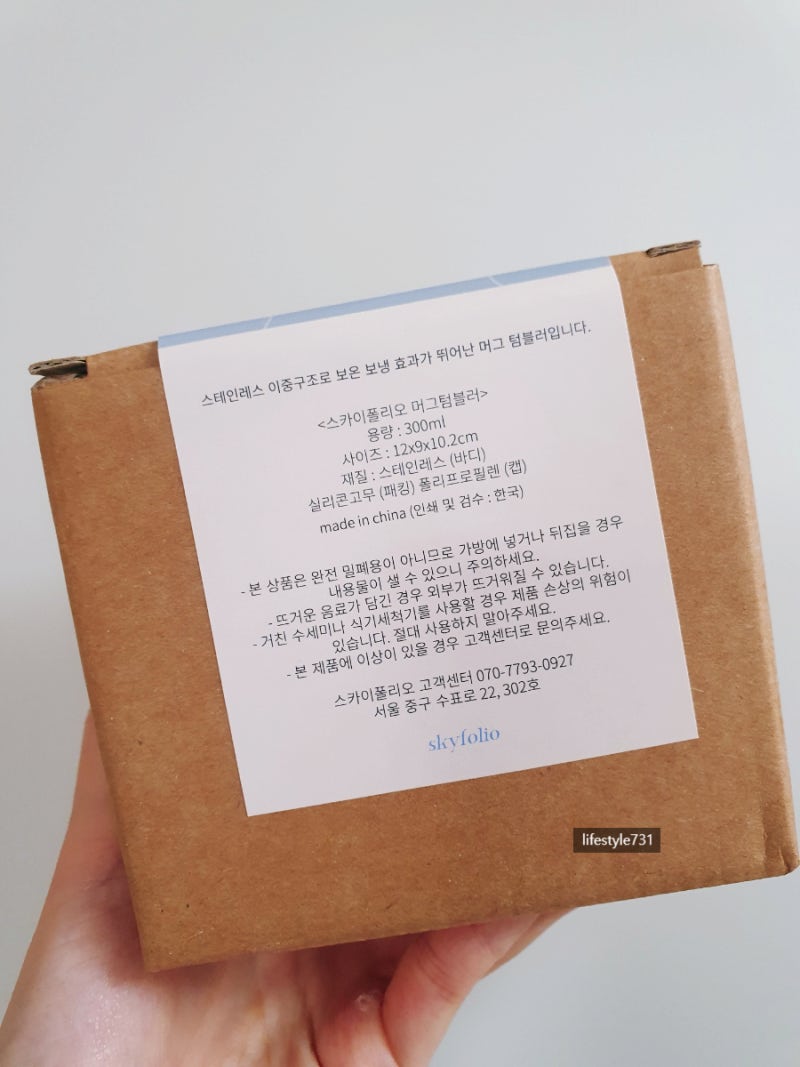 스테인레스 이중구조로 보온 보냉 효과가 뛰어난 머그 텀블러입니다.
<스카이폴리오 머그텀블러>
용량 : 300ml
사이즈 : 12x9x10.2cm
재질 : 스테인레스 (바디)
실리콘고무 (패킹) 폴리프로필렌 (캡)
made in china (인쇄 및 검수 : 한국)
- 본 상품은 완전 밀폐용이 아니므로 가방에 넣거나 뒤집을 경우
내용물이 샐 수 있으니 주의하세요.
- 뜨거운 음료가 담긴 경우 외부가 뜨거워질 수 있습니다.
- 거친 수세미나 식기세척기를 사용할 경우 제품 손상의 위험이
있습니다. 절대 사용하지 말아주세요.
- 본 제품에 이상이 있을 경우 고객센터로 문의주세요.
스카이폴리오 고객센터 070-7793-0927
서울 중구 수표로 22, 302호
skyfolio
lifestyle731